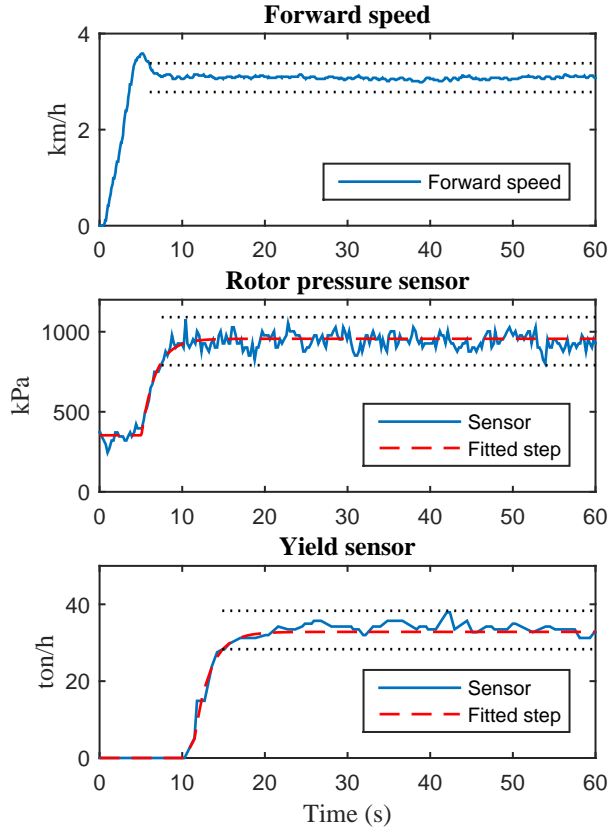 Forward speed
4
2
0
km/h
Forward speed
0 10 20 30 40 50 60
Rotor pressure sensor
1000
500
0
kPa
Sensor
Fitted step
0 10 20 30 40 50 60
Yield sensor
40
20
0
ton/h
Sensor
Fitted step
0 10 20 30 40 50 60
Time (s)